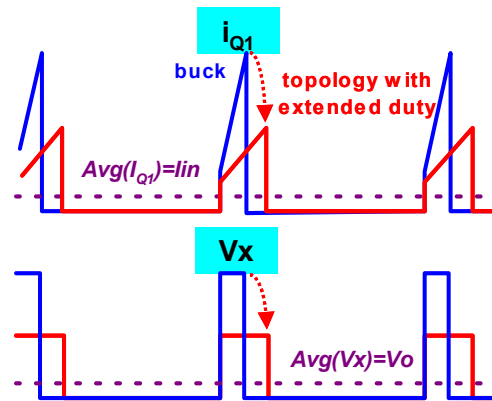 iQ1
buck
topology with
extended duty
Avg(IQ1)=Iin
Vx
Avg(Vx)=Vo